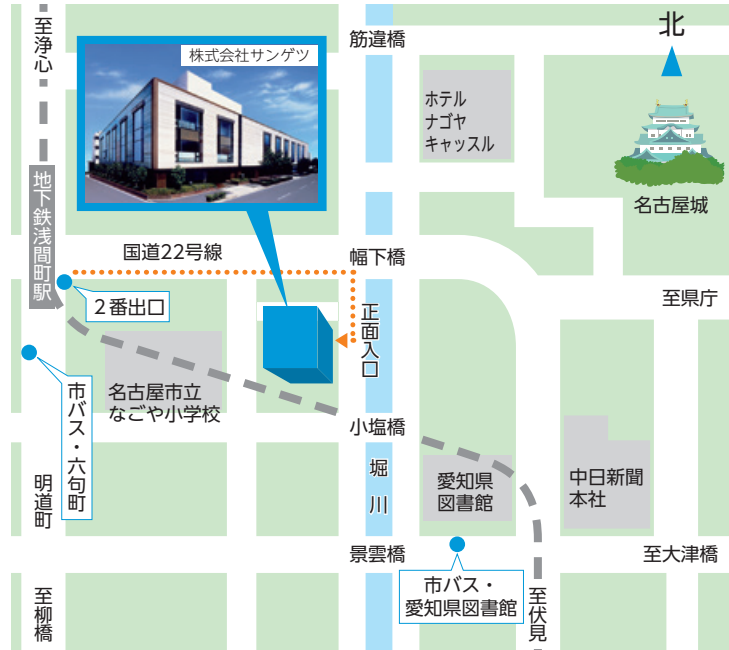 至浄心
筋違橋
北
株式会社サンゲツ
ホテル
ナゴヤ
キャッスル
地下鉄浅間町駅
名古屋城
国道22号線
幅下橋
２番出口
至県庁
正面入口
名古屋市立
なごや小学校
市バス・六句町
小塩橋
堀川
愛知県
図書館
中日新聞
本社
明道町
景雲橋
至大津橋
市バス・
愛知県図書館
至柳橋
至伏見